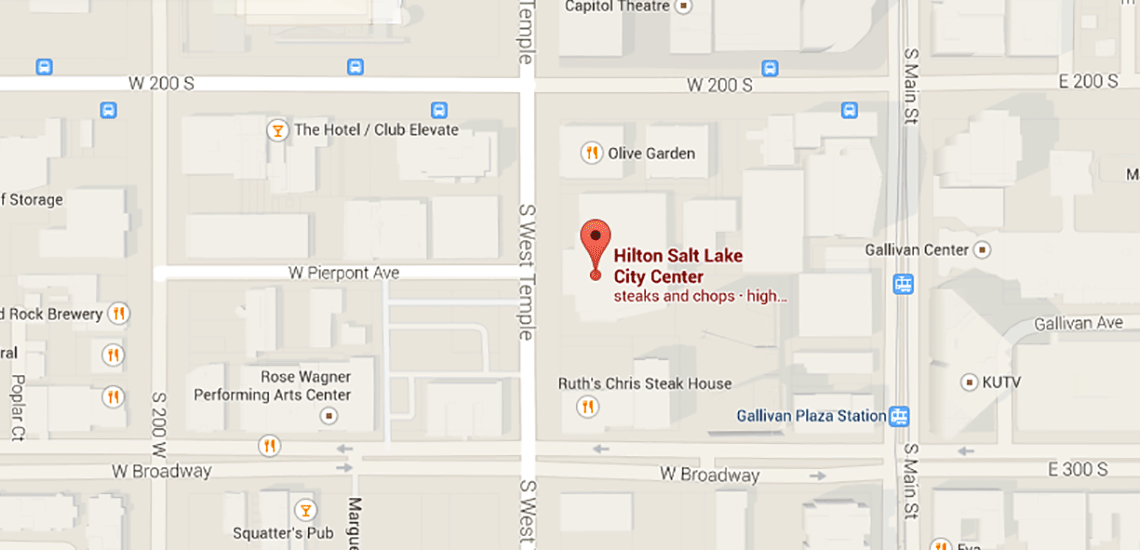 Capitol Theatre
Temple
W 200 S
W 200 S
S Main St
E 200 S
The Hotel / Club Elevate
Olive Garden
f Storage
M
S West Temple
Hilton Salt Lake
City Center
steaks and chops · high...
Gallivan Center
W Pierpont Ave
d Rock Brewery
Gallivan Ave
ral
Poplar Ct
Rose Wagner
Performing Arts Center
Ruth's Chris Steak House
KUTV
S 200 W
Gallivan Plaza Station
W Broadway
W Broadway
S Main St
E 300 S
S West
Margue
Squatter's Pub
Eva